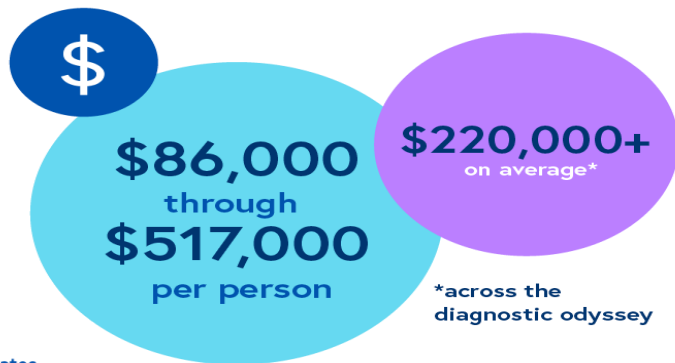 $
$86,000
through
$517,000
per person
$220,000+
on average*
*across the
diagnostic odyssey